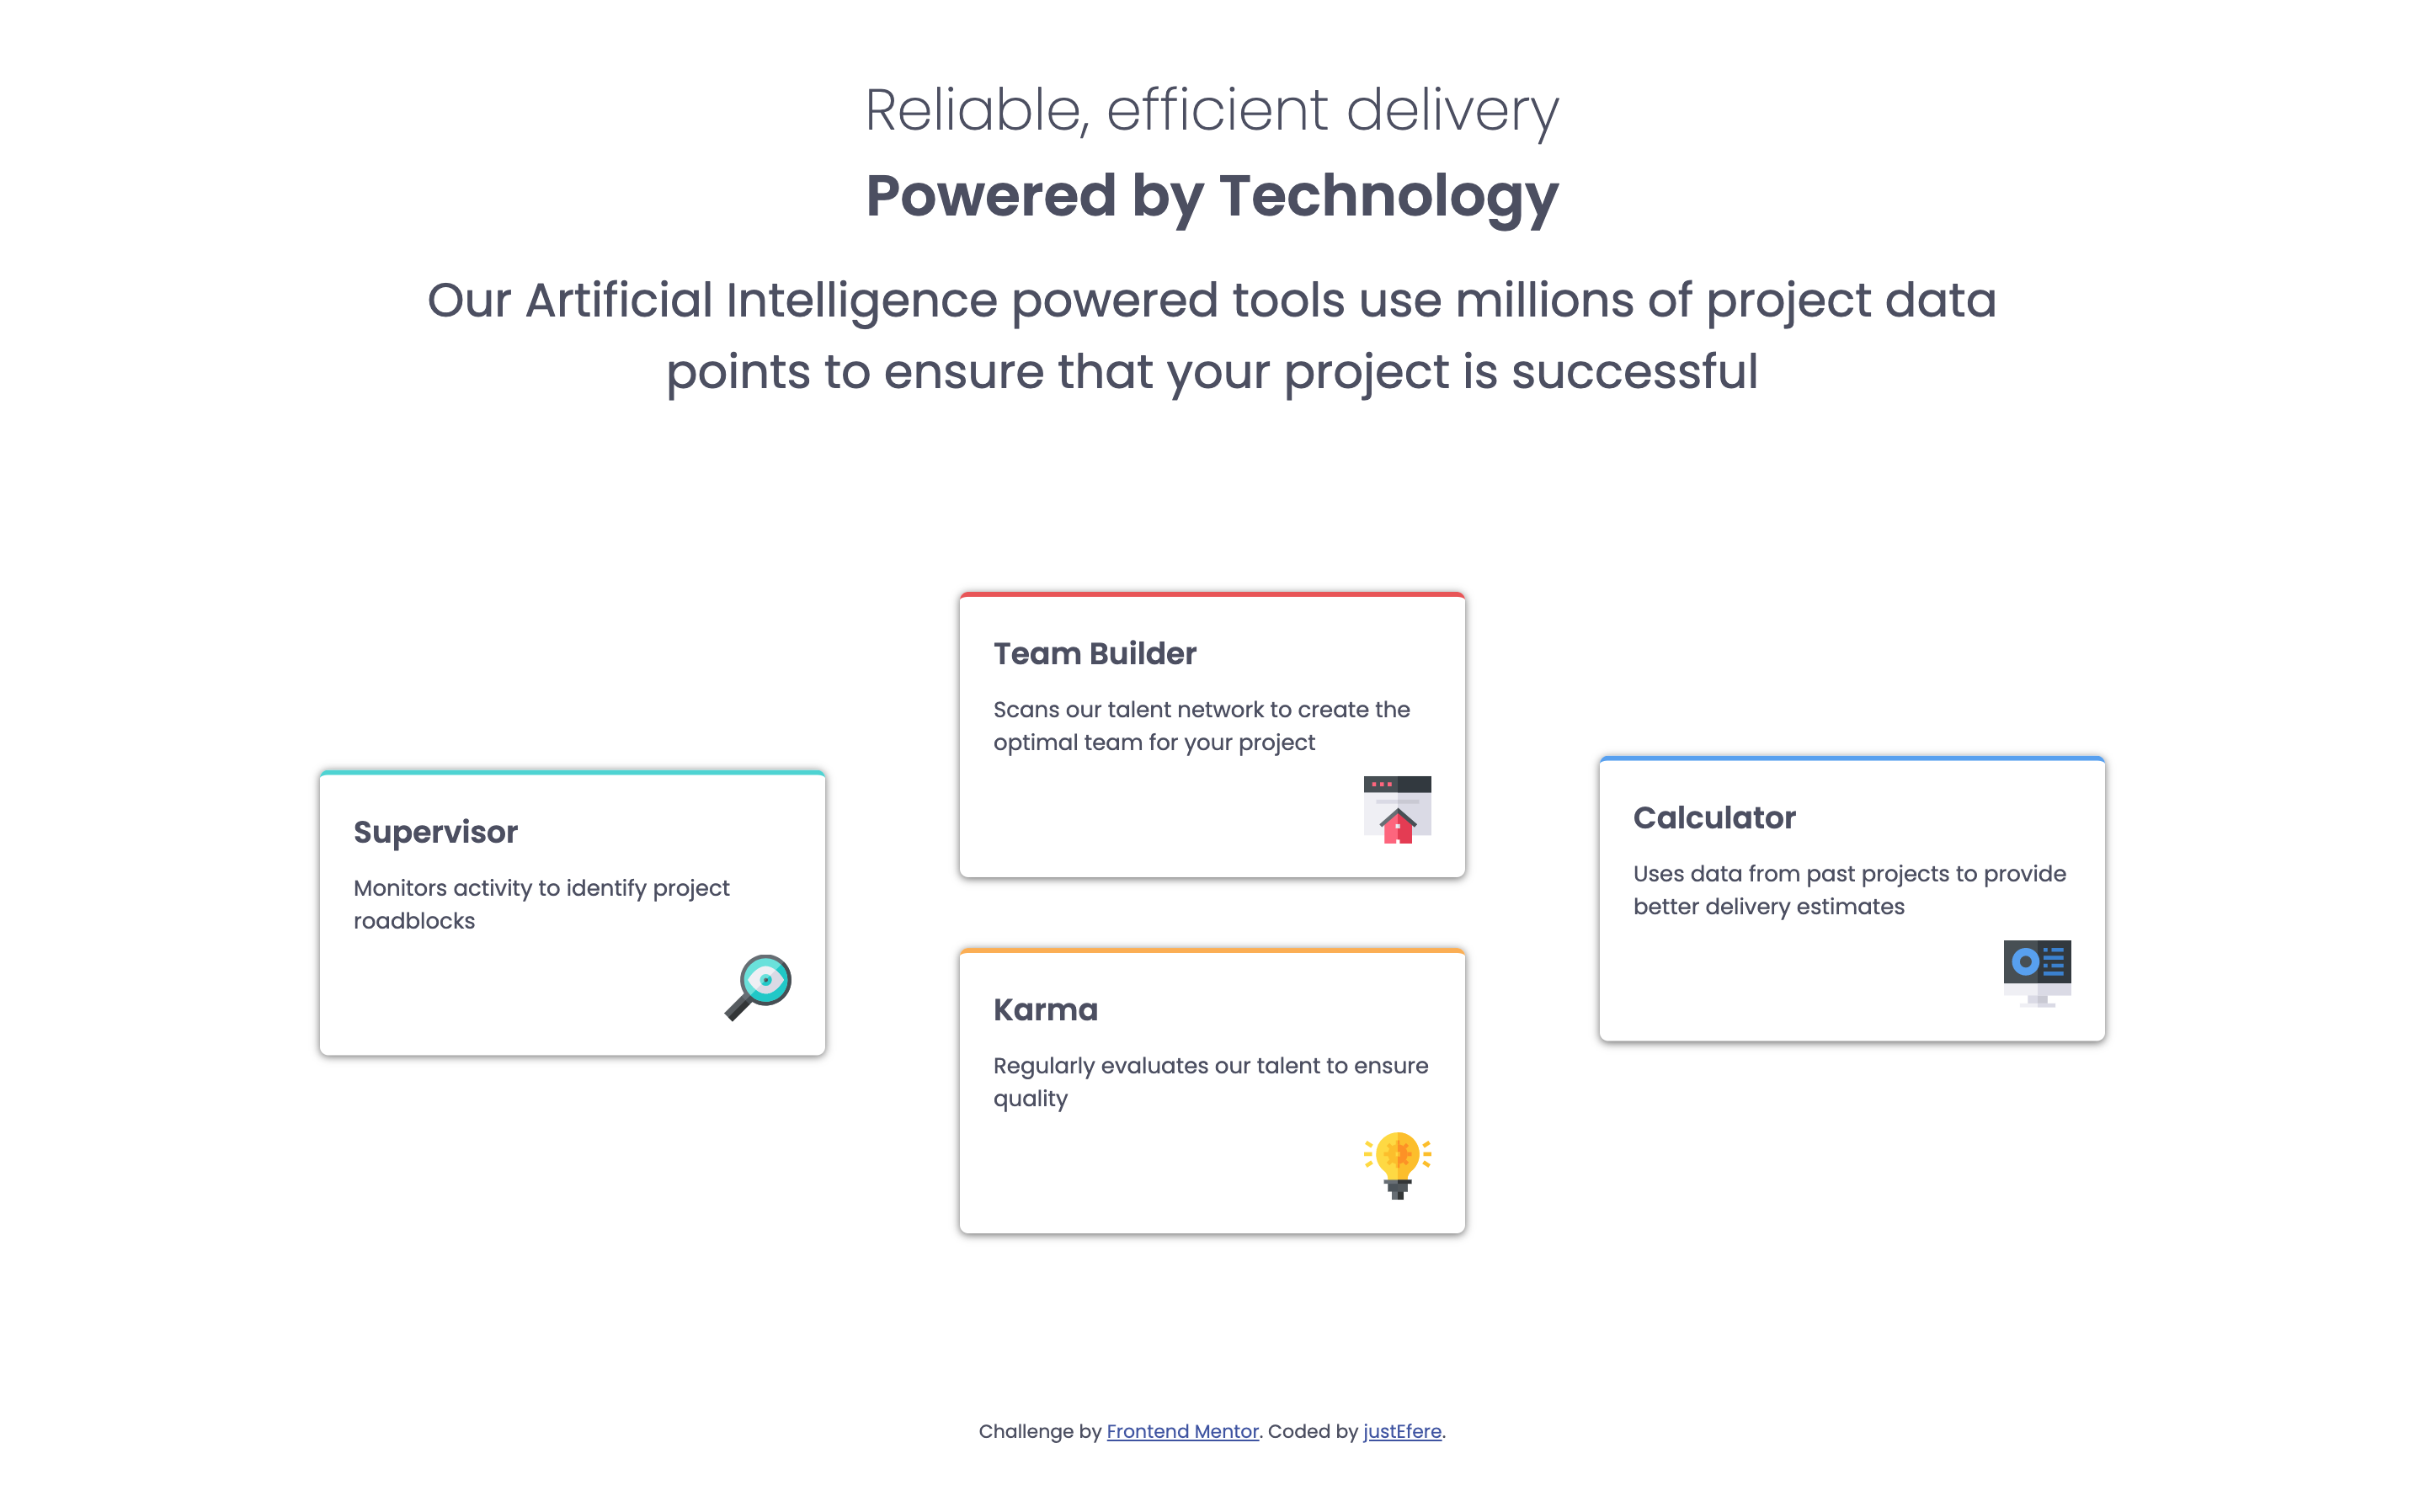 Reliable, efficient delivery
Powered by Technology
Our Artificial Intelligence powered tools use millions of project data
points to ensure that your project is successful
Supervisor
Monitors activity to identify project
roadblocks
Team Builder
Scans our talent network to create the
optimal team for your project
Karma
Regularly evaluates our talent to ensure
quality
Calculator
Uses data from past projects to provide
better delivery estimates
Challenge by Frontend Mentor. Coded by justEfere.